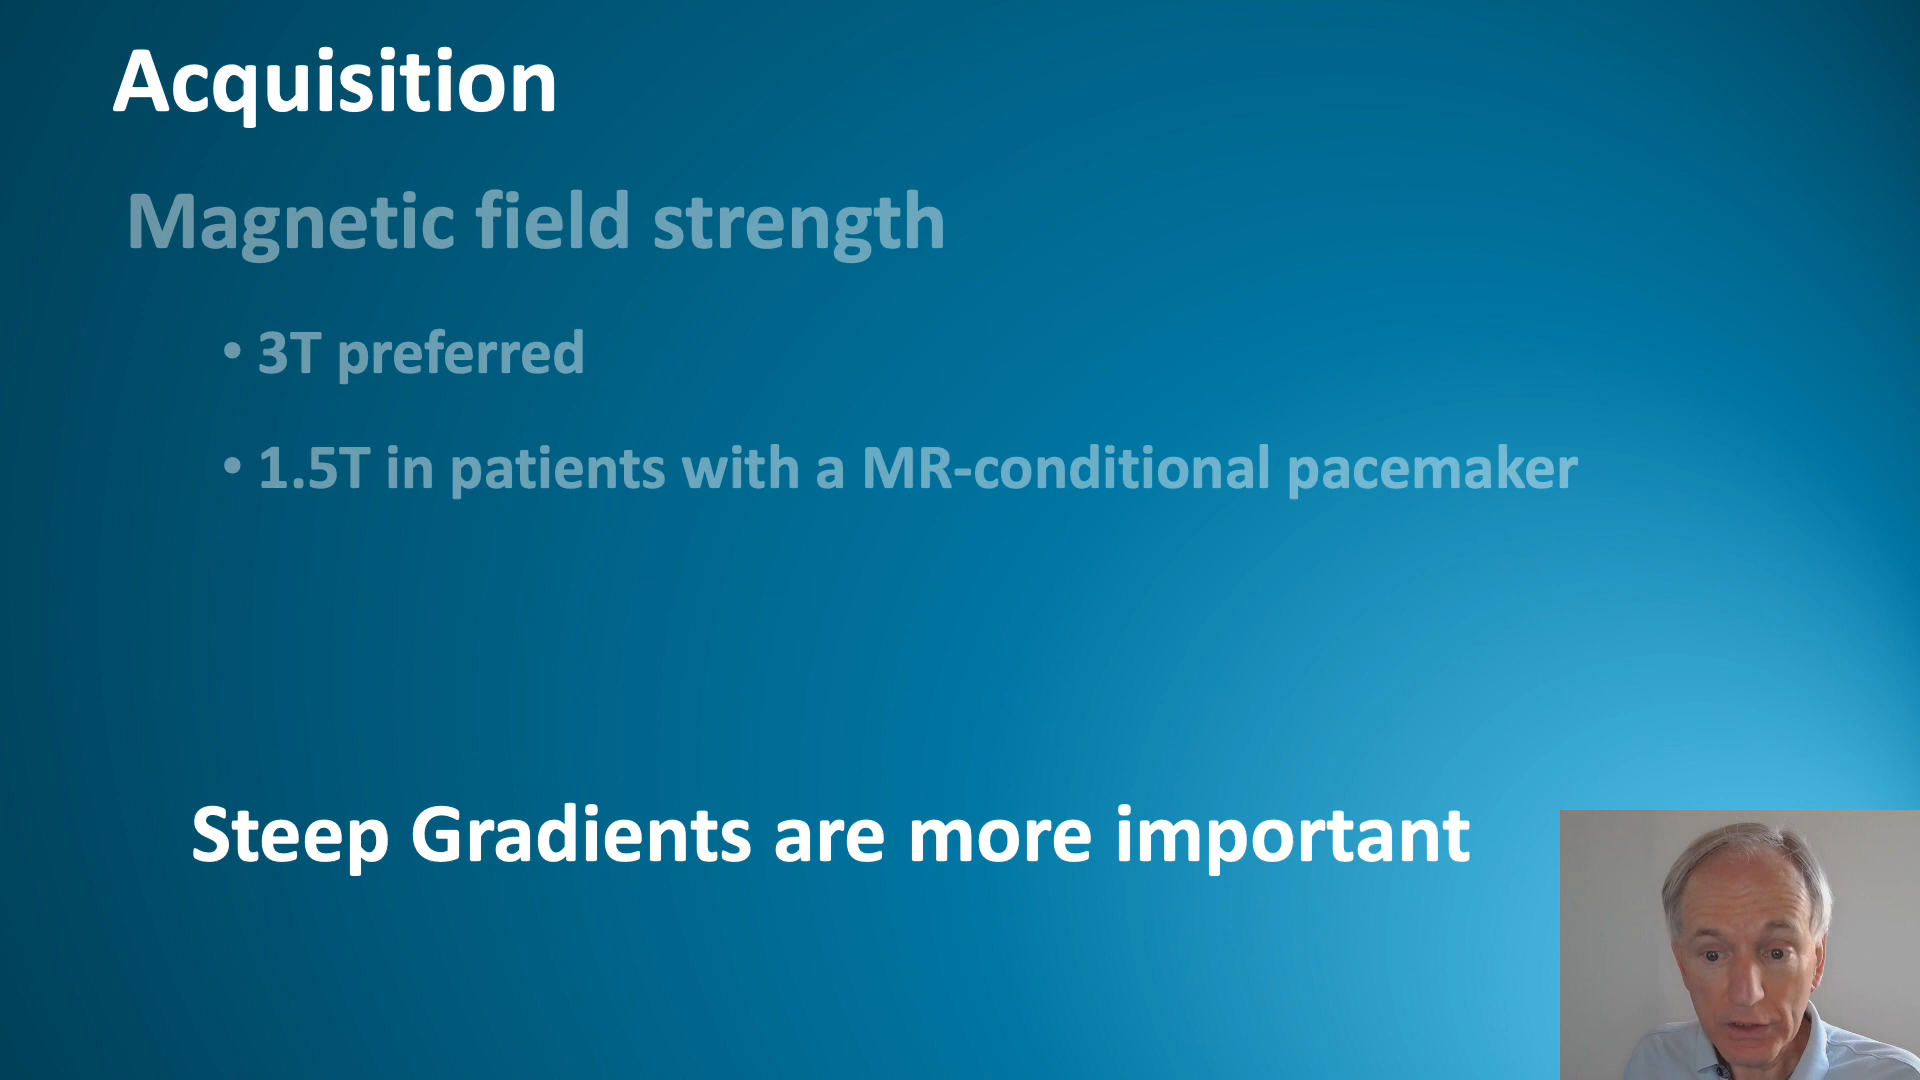 Acquisition
Magnetic field strength
• 3T preferred
• 1.5T in patients with a MR-conditional pacemaker
Steep Gradients are more important